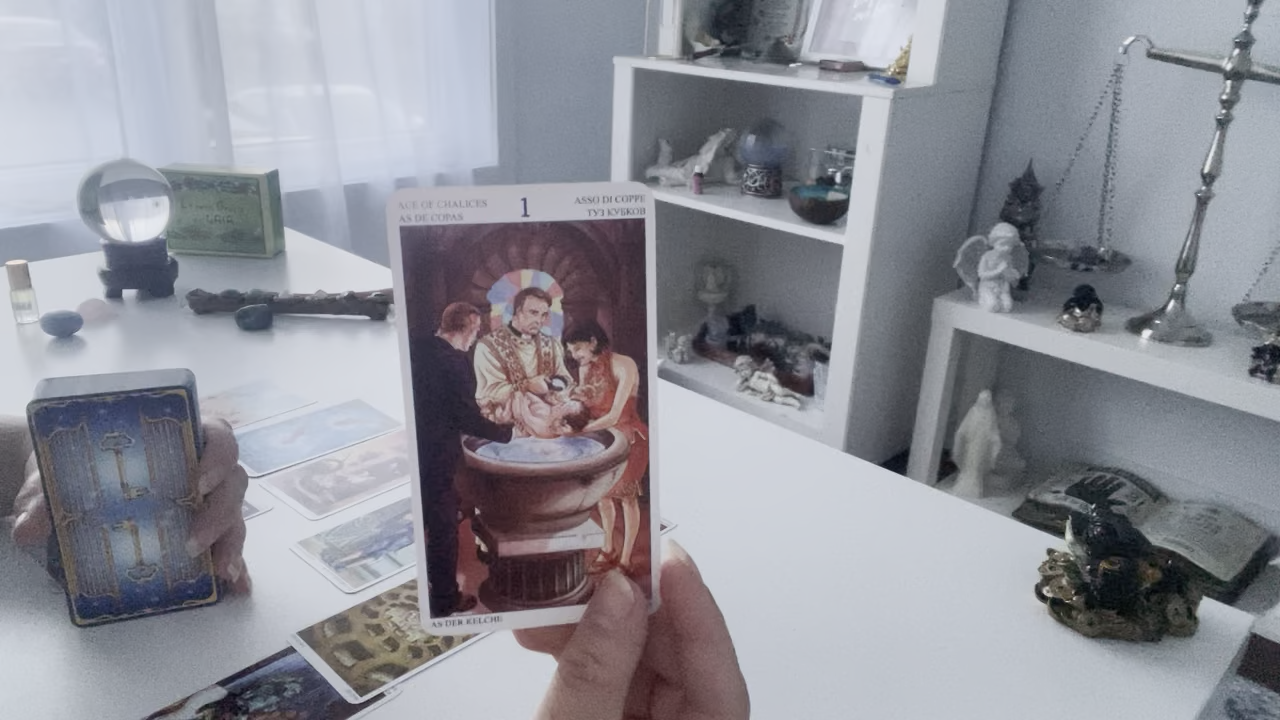 ACE OF CHALICES
AS DE COPAS
1
ASSO DI COPPE
ТУЗ КУБКОВ
AS DER KELCHE